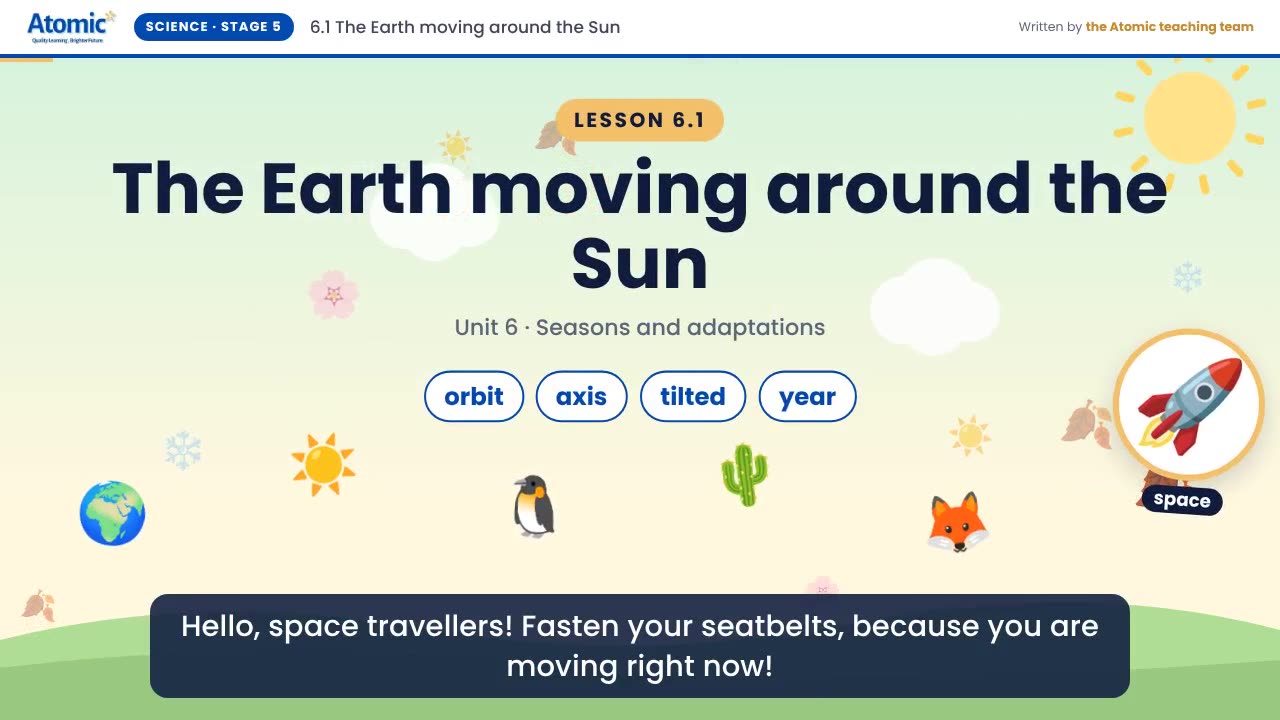 Atomic
Quality Learning. Brighter Future.
SCIENCE · STAGE 5
6.1 The Earth moving around the Sun
Written by the Atomic teaching team
LESSON 6.1
The Earth moving around the
Sun
Unit 6 · Seasons and adaptations
orbit
axis
tilted
year
space
Hello, space travellers! Fasten your seatbelts, because you are
moving right now!